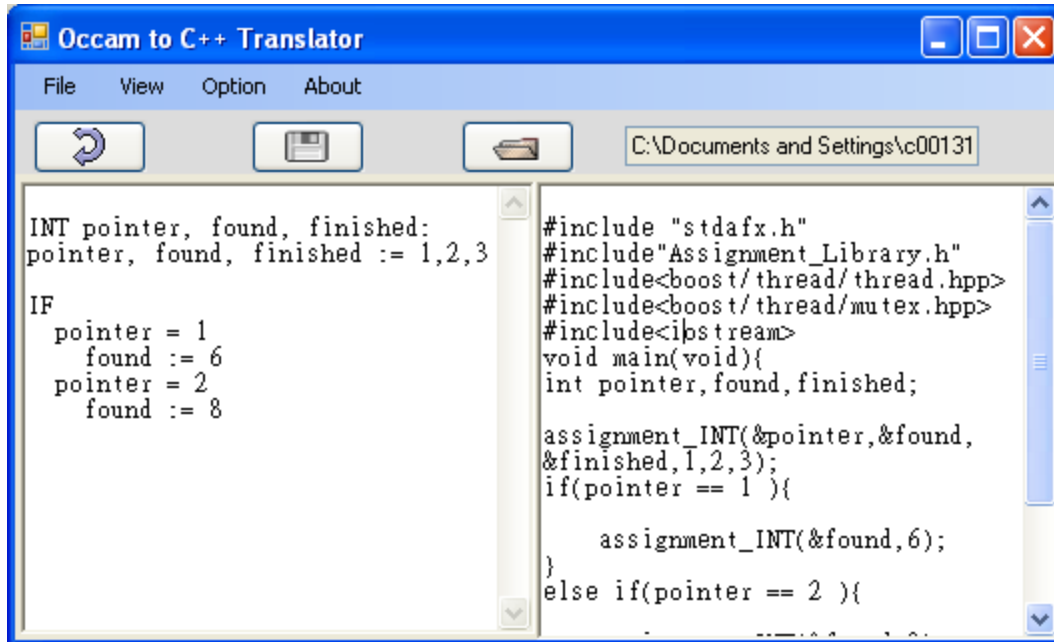 Occam to C++ Translator
File View Option About
C:\Documents and Settings\c00131
INT pointer, found, finished:
pointer, found, finished := 1,2,3
IF
pointer = 1
found := 6
pointer = 2
found := 8
#include "stdafx.h"
#include"Assignment_Library.h"
#include<boost/thread/thread.hpp>
#include<boost/thread/mutex.hpp>
#include<iostream>
void main(void){
int pointer,found,finished;
assignment_INT(&pointer,&found,
&finished,1,2,3);
if(pointer == 1 ){
assignment_INT(&found,6);
}
else if(pointer == 2 ){